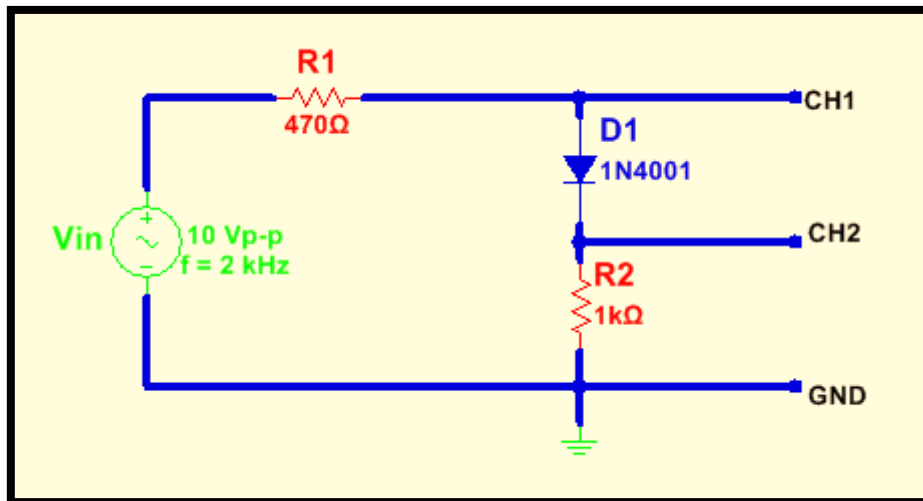 R1
470Ω
CH1
D1
1N4001
Vin
+
10 Vp-p
f = 2 kHz
CH2
R2
1kΩ
GND